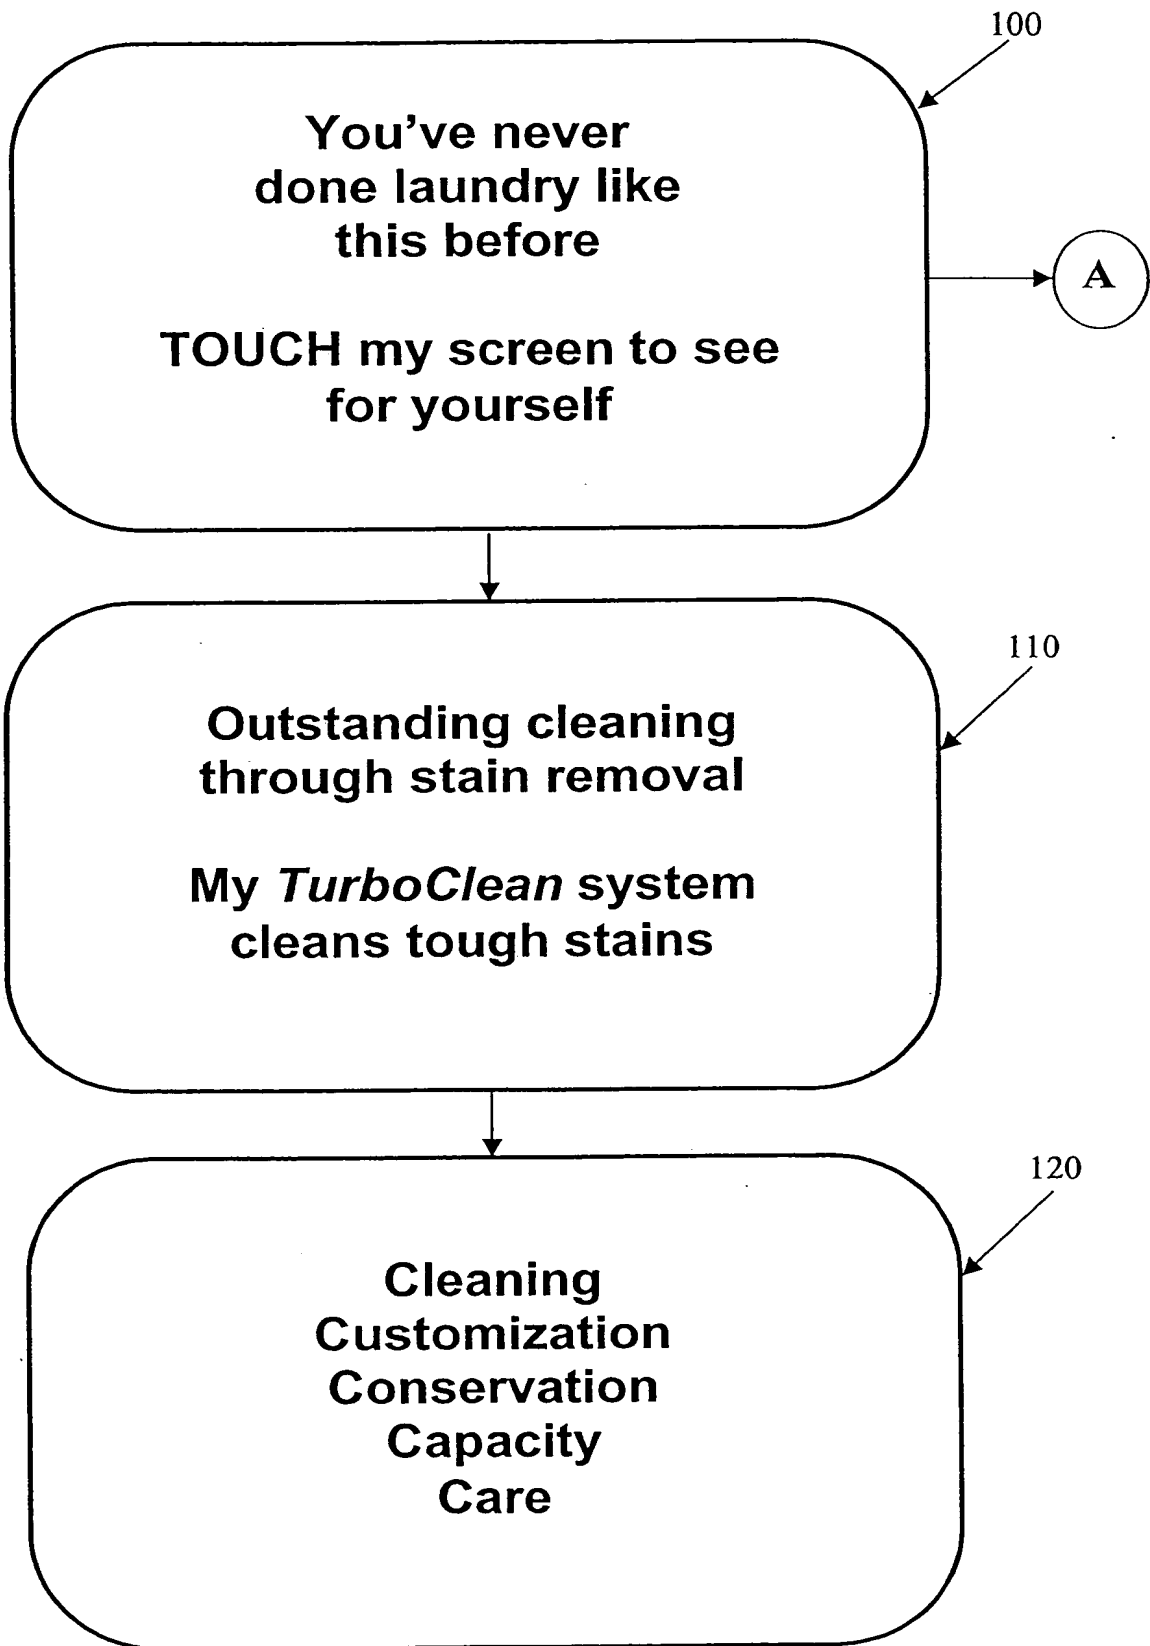 100
You've never
done laundry like
this before
TOUCH my screen to see
for yourself
A
110
Outstanding cleaning
through stain removal
My TurboClean system
cleans tough stains
120
Cleaning
Customization
Conservation
Capacity
Care